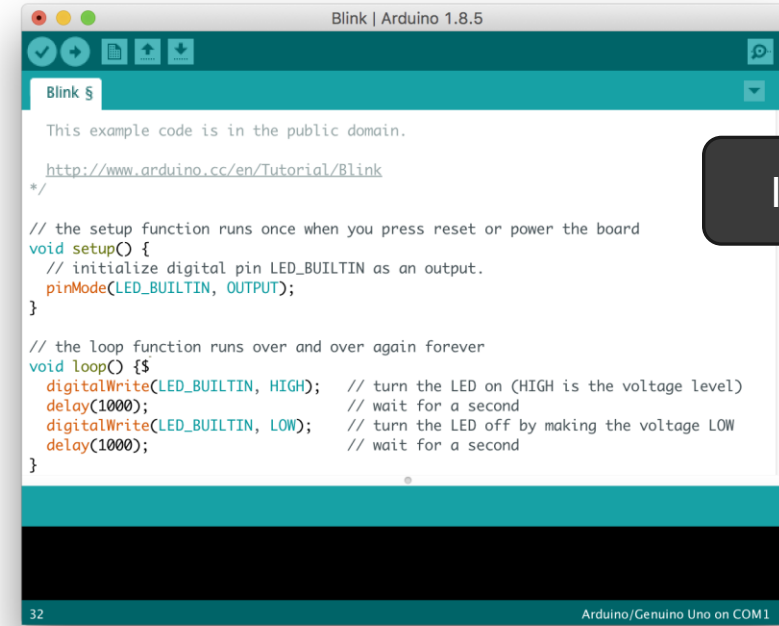 Blink | Arduino 1.8.5
Blink §
This example code is in the public domain.
http://www.arduino.cc/en/Tutorial/Blink
*/
// the setup function runs once when you press reset or power the board
void setup() {
// initialize digital pin LED_BUILTIN as an output.
pinMode(LED_BUILTIN, OUTPUT);
}
// the loop function runs over and over again forever
void loop() {$
digitalWrite(LED_BUILTIN, HIGH); // turn the LED on (HIGH is the voltage level)
delay(1000); // wait for a second
digitalWrite(LED_BUILTIN, LOW); // turn the LED off by making the voltage LOW
delay(1000); // wait for a second
}
32 Arduino/Genuino Uno on COM1